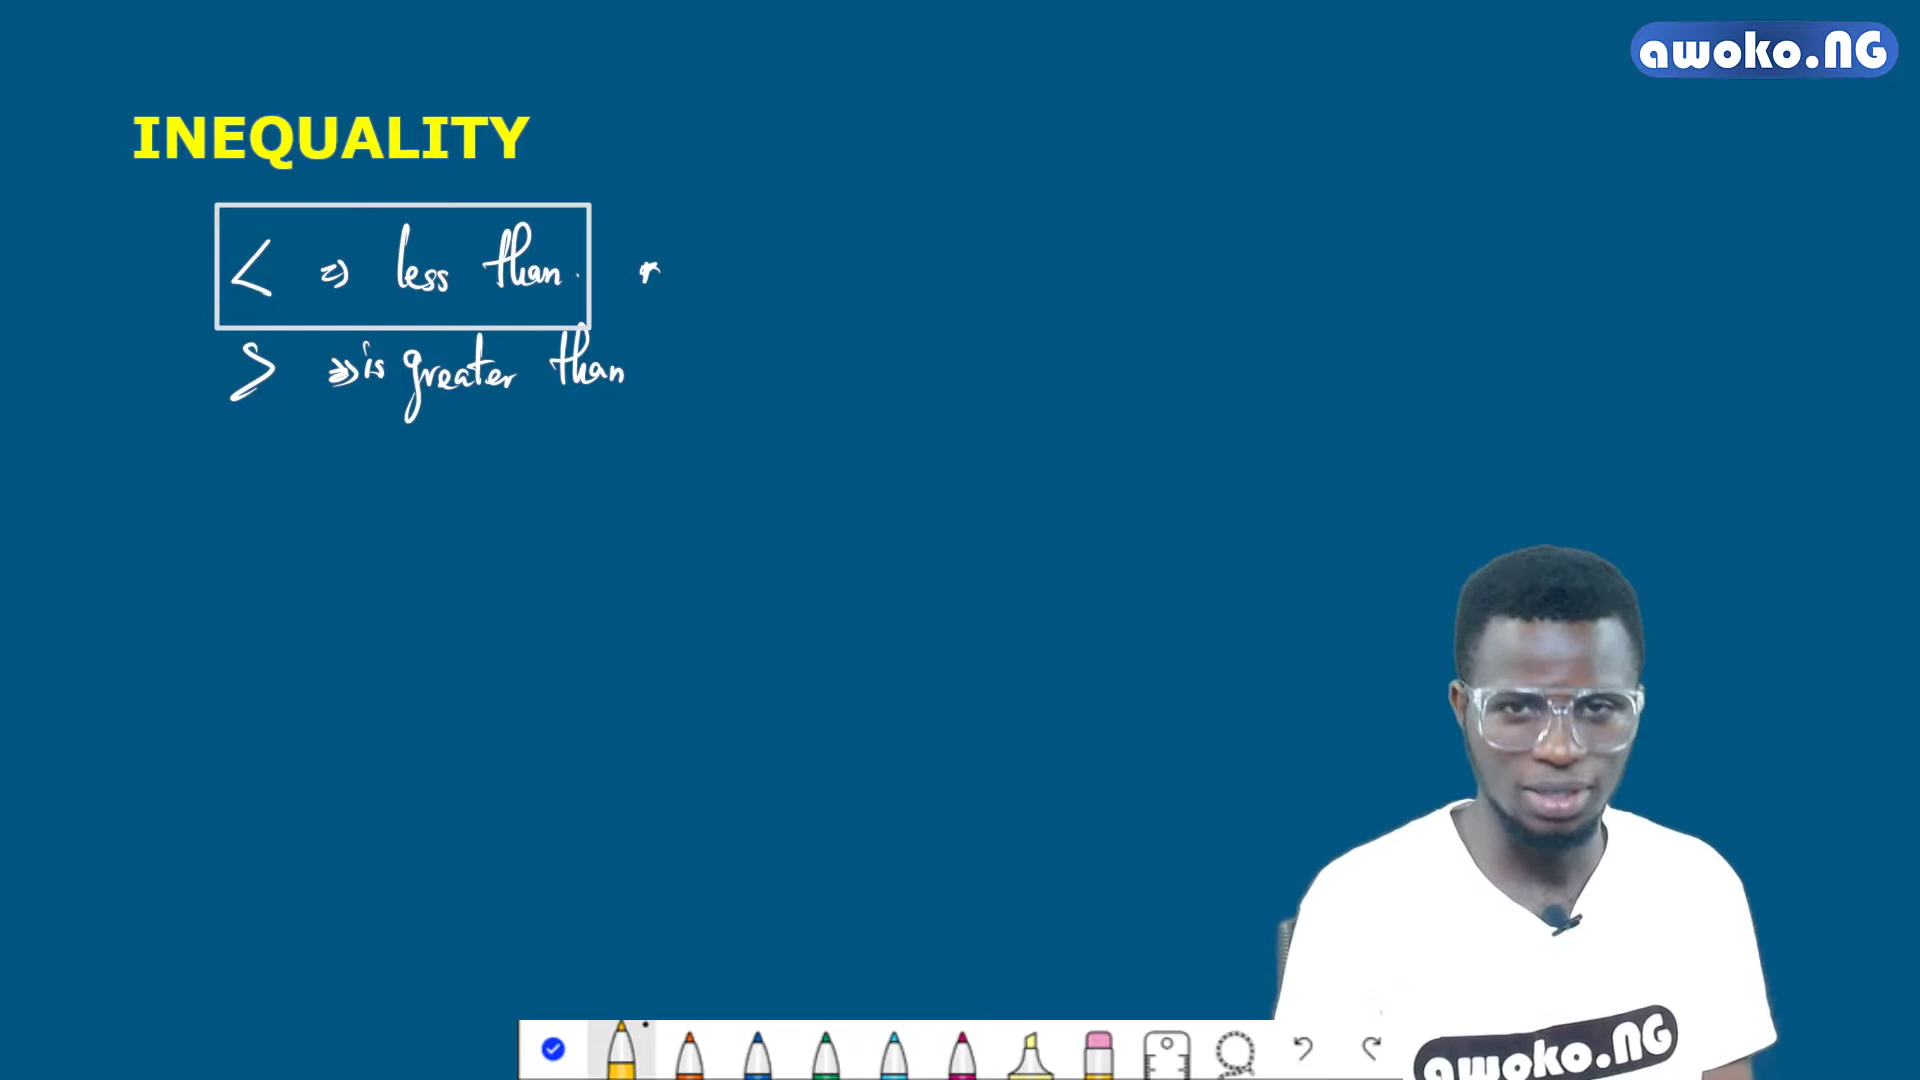 awoko.NG
INEQUALITY
< => less than.
> => is greater than
awoko.NG